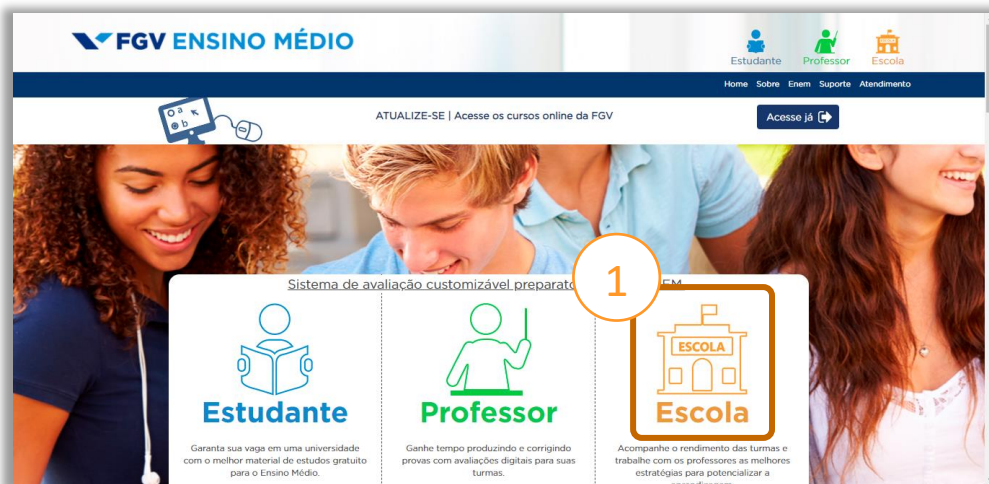 FGV ENSINO MÉDIO
Estudante Professor Escola
Home Sobre Enem Suporte Atendimento
ATUALIZE-SE | Acesse os cursos online da FGV
Acesse já
Sistema de avaliação customizável
1
ESCOLA
Estudante
Garanta sua vaga em uma universidade
com o melhor material de estudos gratuito
para o Ensino Médio.
Professor
Ganhe tempo produzindo e corrigindo
provas com avaliações digitais para suas
turmas.
Escola
Acompanhe o rendimento das turmas e
trabalhe com os professores as melhores
estratégias para potencializar a